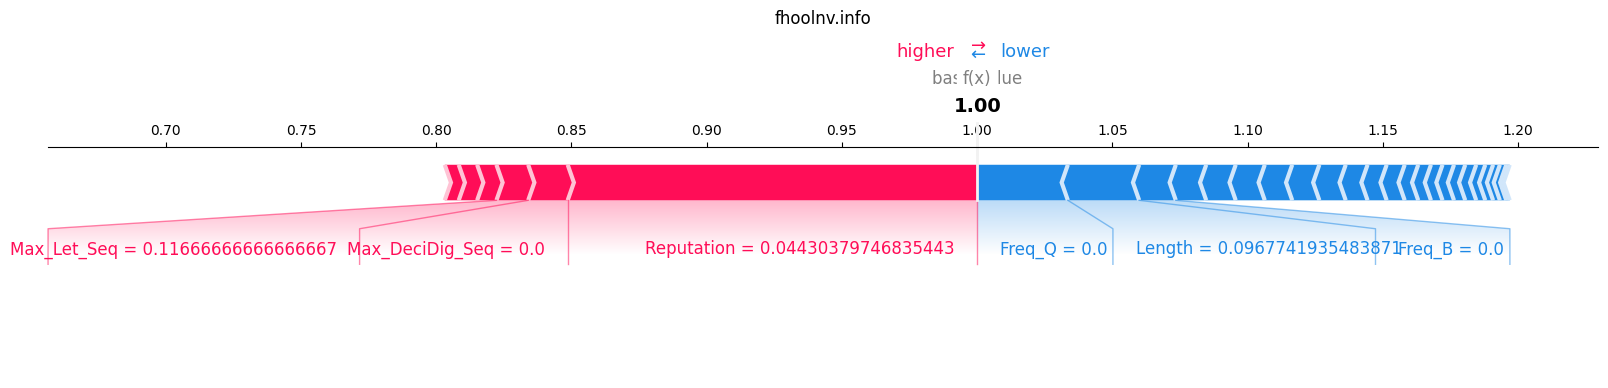 fhoolnv.info
higher ⇄ lower
f(x)
1.00
0.70 0.75 0.80 0.85 0.90 0.95 1.00 1.05 1.10 1.15 1.20
Max_Let_Seq = 0.11666666666666667 Max_DeciDig_Seq = 0.0 Reputation = 0.04430379746835443 Freq_Q = 0.0 Length = 0.0967741935483871 Freq_B = 0.0